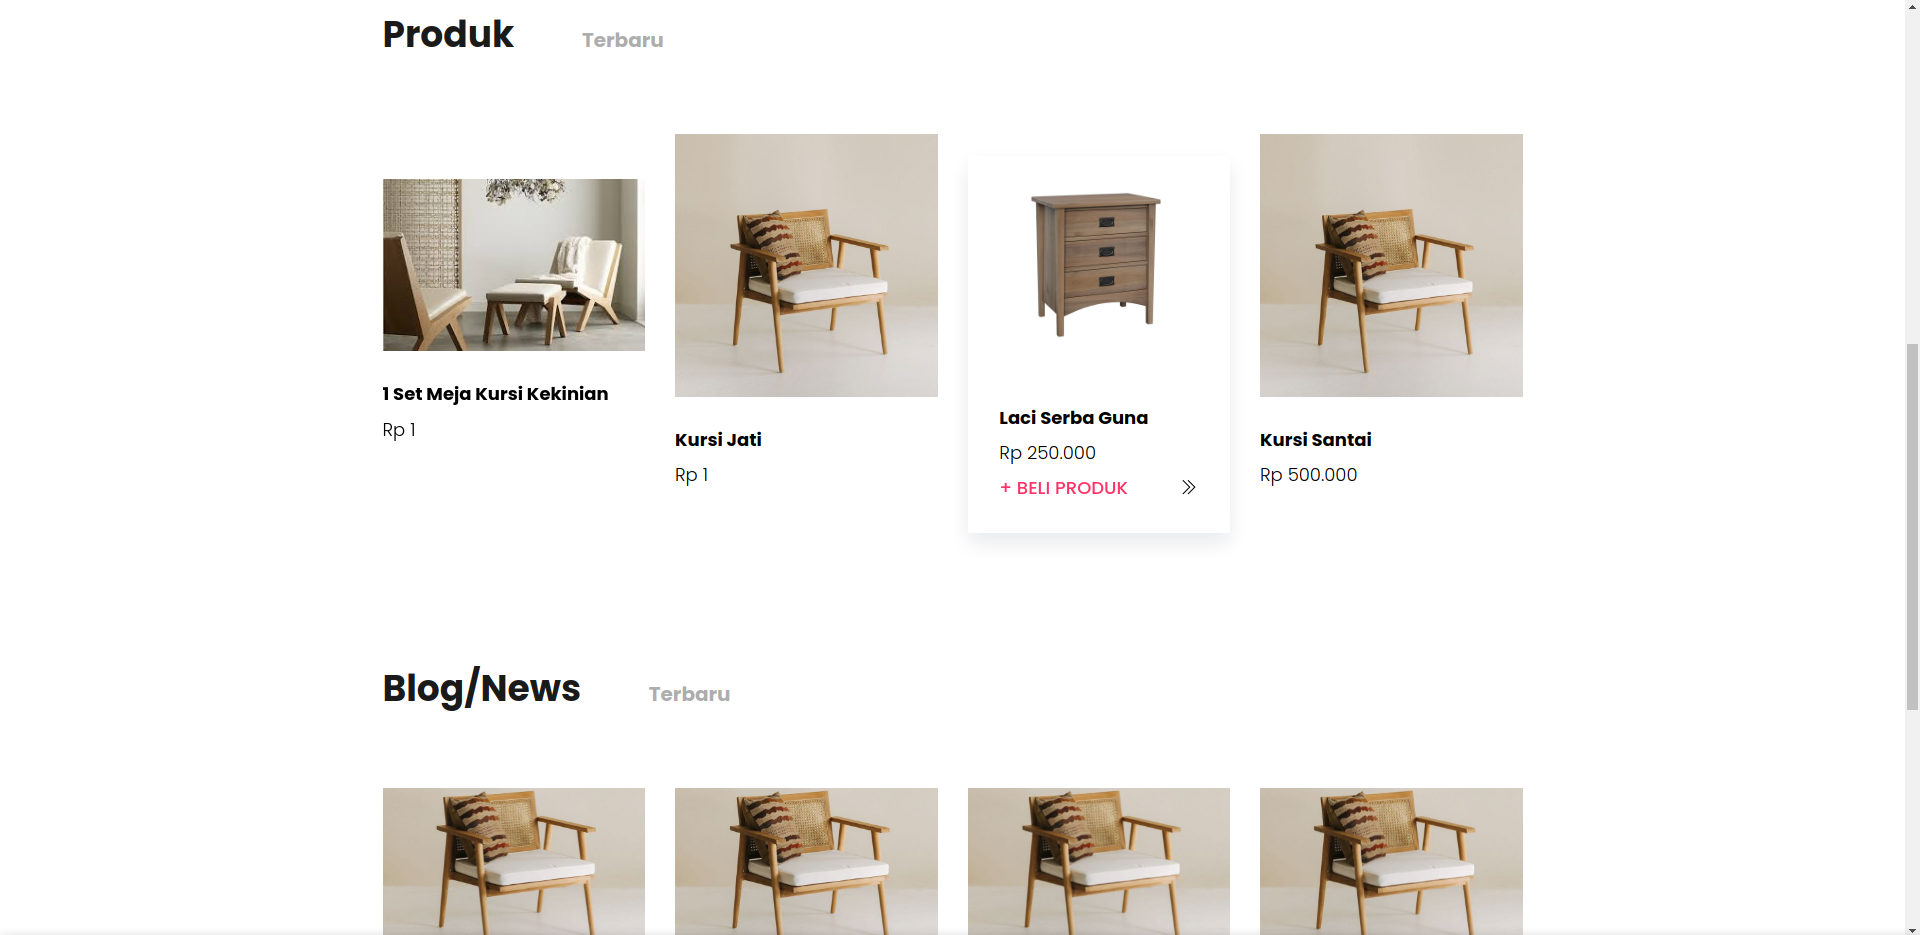 Produk Terbaru
1 Set Meja Kursi Kekinian
Rp 1
Kursi Jati
Rp 1
Laci Serba Guna
Rp 250.000
+ BELI PRODUK
Kursi Santai
Rp 500.000
Blog/News Terbaru